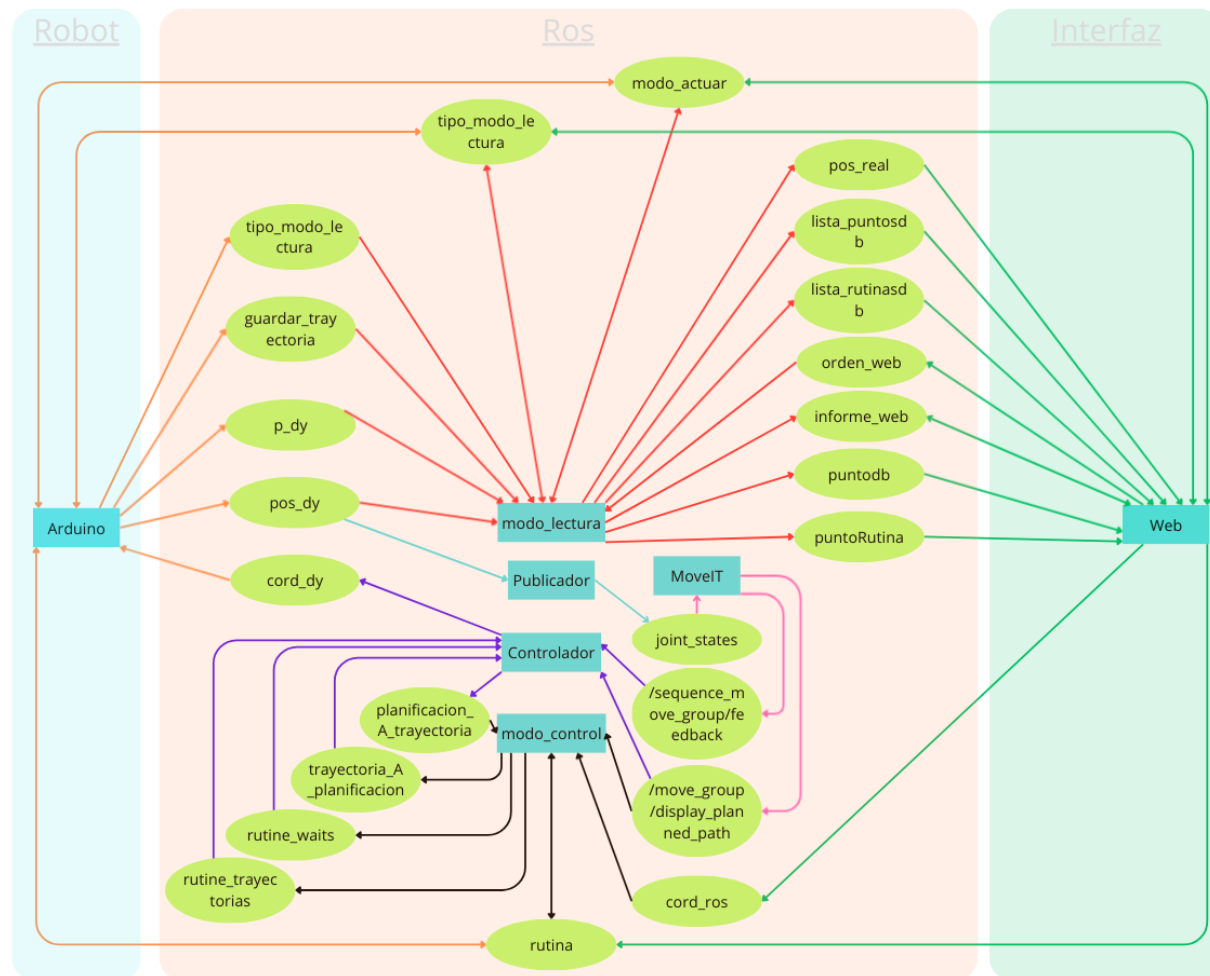 Robot
Ros
Interfaz
modo_actuar
tipo_modo_le
ctura
pos_real
tipo_modo_le
ctura
lista_puntosd
b
lista_rutinasd
b
guardar_tray
ectoria
orden_web
informe_web
p_dy
puntodb
pos_dy
modo_lectura
Arduino
Web
puntoRutina
cord_dy
Publicador
MoveIT
joint_states
Controlador
/sequence_m
ove_group/fe
edback
planificacion_
A_trayectoria
modo_control
trayectoria_A
_planificacion
/move_group
/display_plan
ned_path
rutine_waits
rutine_trayec
torias
cord_ros
rutina